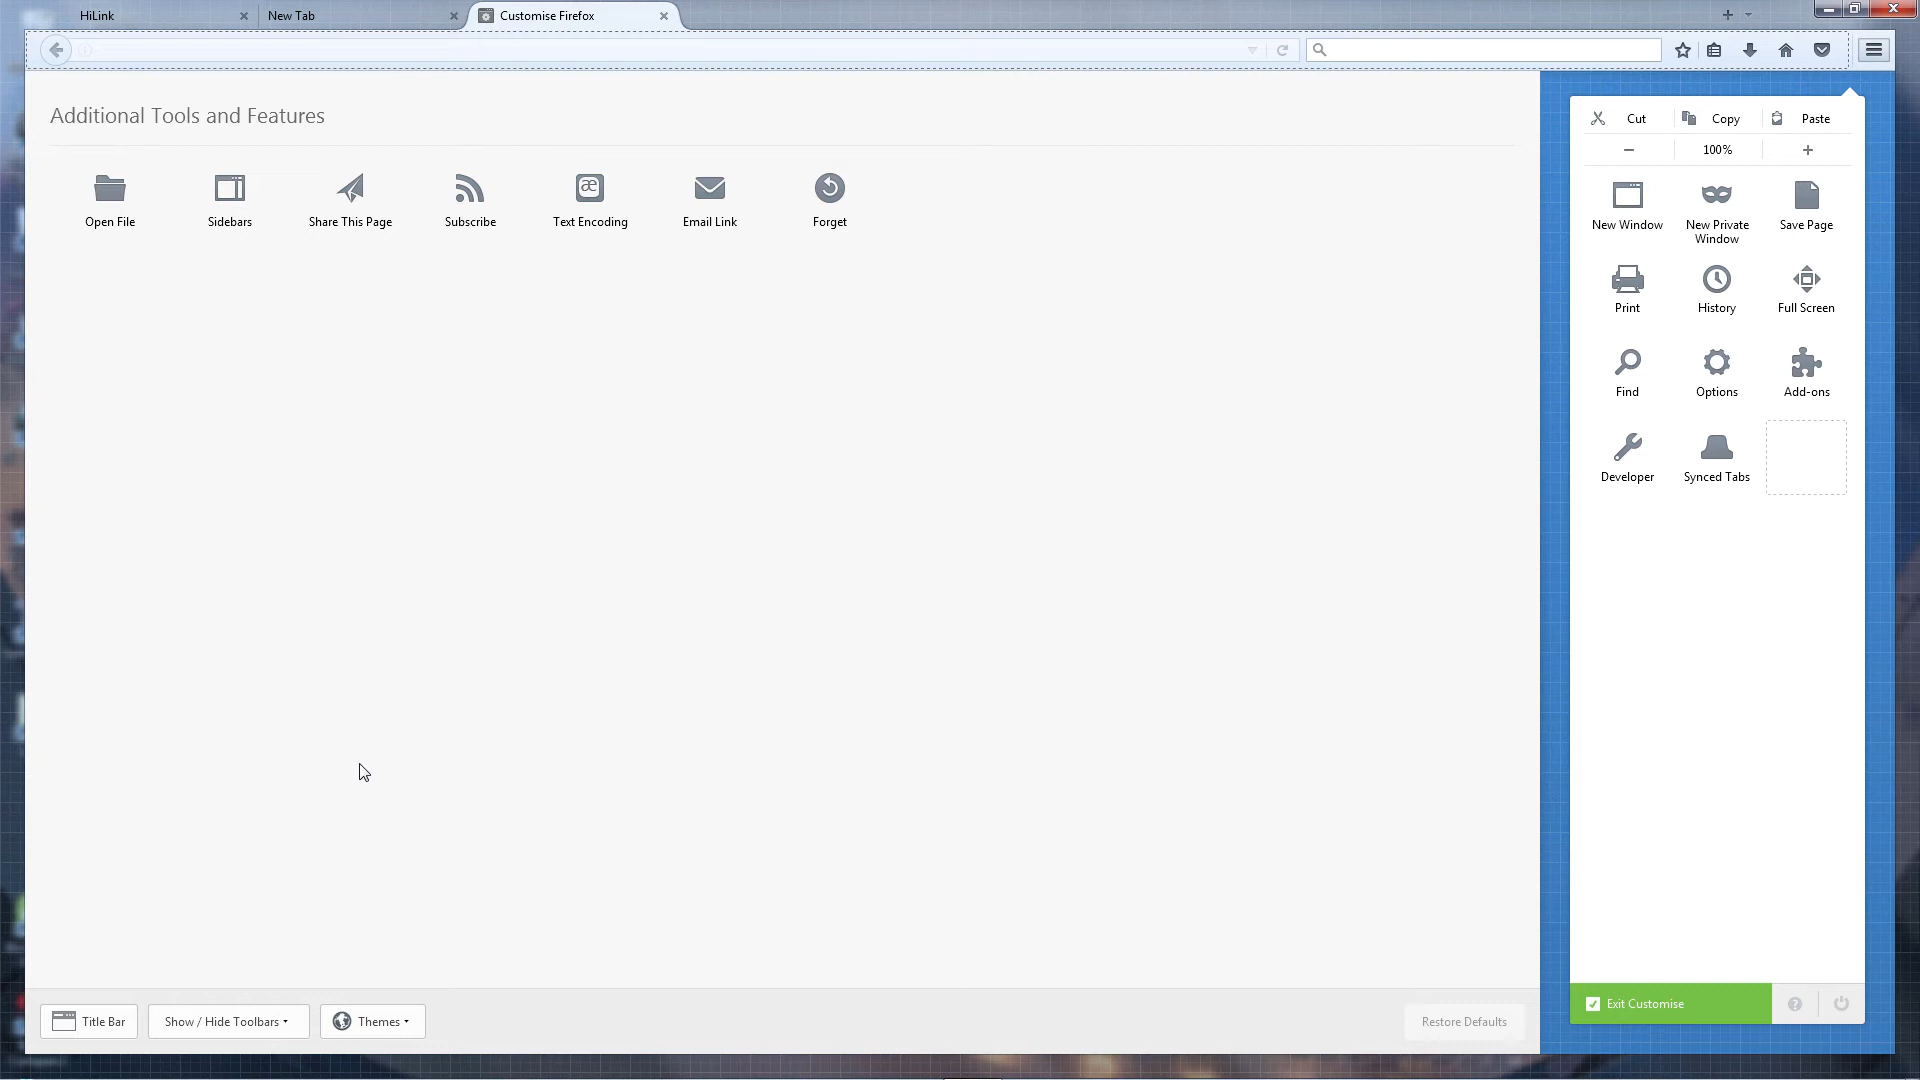 HiLink
New Tab
Customise Firefox
Additional Tools and Features
Open File
Sidebars
Share This Page
Subscribe
æ
Text Encoding
Email Link
Forget
Cut
Copy
Paste
100%
New Window
New Private
Window
Save Page
Print
History
Full Screen
Find
Options
Add-ons
Developer
Synced Tabs
Title Bar
Show / Hide Toolbars
Themes
Restore Defaults
Exit Customise